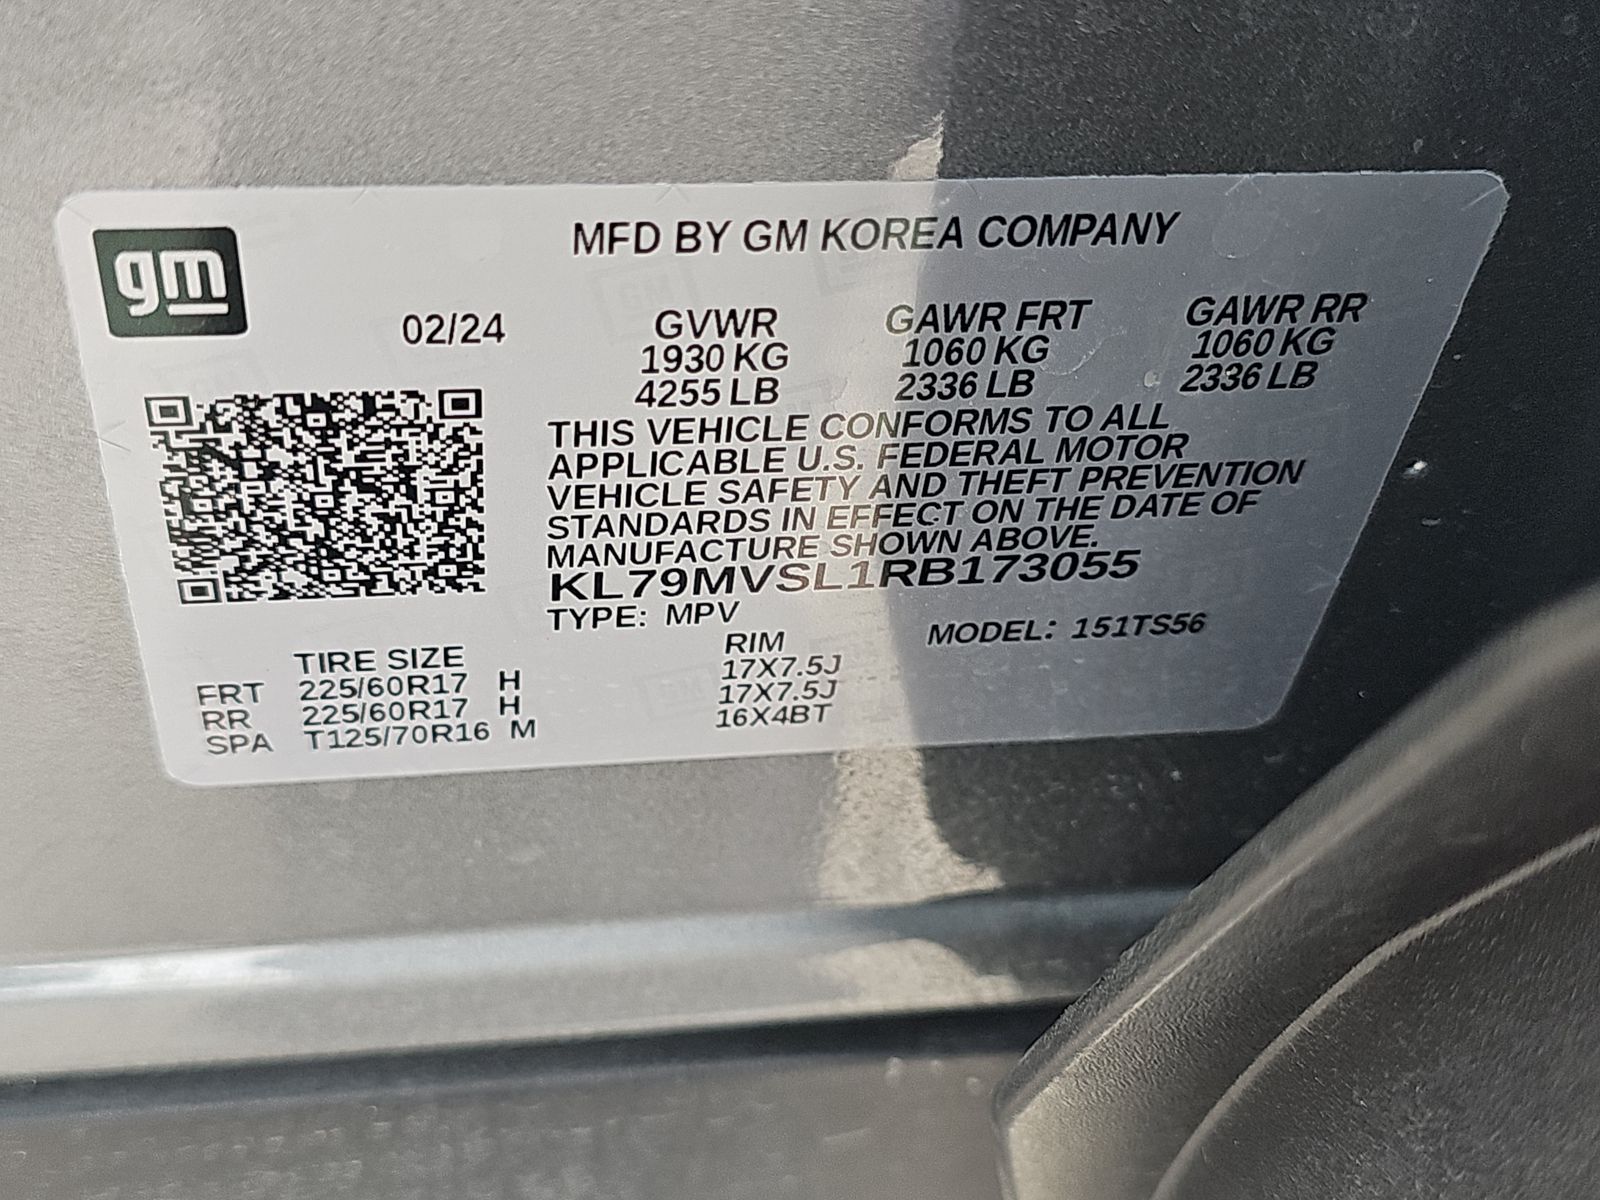 gm
MFD BY GM KOREA COMPANY
02/24
GVWR GAWR FRT GAWR RR
1930 KG 1060 KG 1060 KG
4255 LB 2336 LB 2336 LB
THIS VEHICLE CONFORMS TO ALL
APPLICABLE U.S. FEDERAL MOTOR
VEHICLE SAFETY AND THEFT PREVENTION
STANDARDS IN EFFECT ON THE DATE OF
MANUFACTURE SHOWN ABOVE.
KL79MVSL1RB173055
TYPE: MPV MODEL: 151TS56
TIRE SIZE RIM
FRT 225/60R17 H 17X7.5J
RR 225/60R17 H 17X7.5J
SPA T125/70R16 M 16X4BT